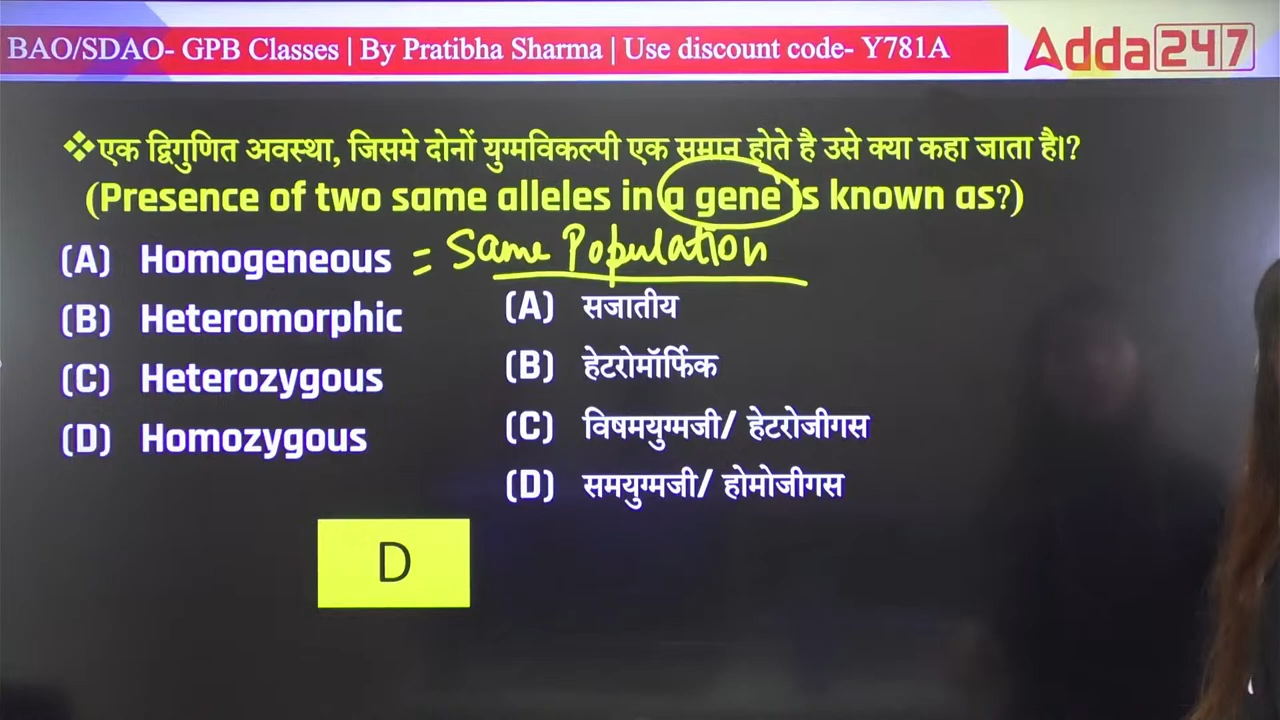 BAO/SDAO- GPB Classes | By Pratibha Sharma | Use discount code- Y781A
Adda247
❖एक द्विगुणित अवस्था, जिसमे दोनों युग्मविकल्पी एक समान होते है उसे क्या कहा जाता है।?
(Presence of two same alleles in a gene is known as?)
(A) Homogeneous = Same Population
(B) Heteromorphic
(C) Heterozygous
(D) Homozygous
(A) सजातीय
(B) हेटरोमॉर्फिक
(C) विषमयुग्मजी/ हेटरोजीगस
(D) समयुग्मजी/ होमोजीगस
D